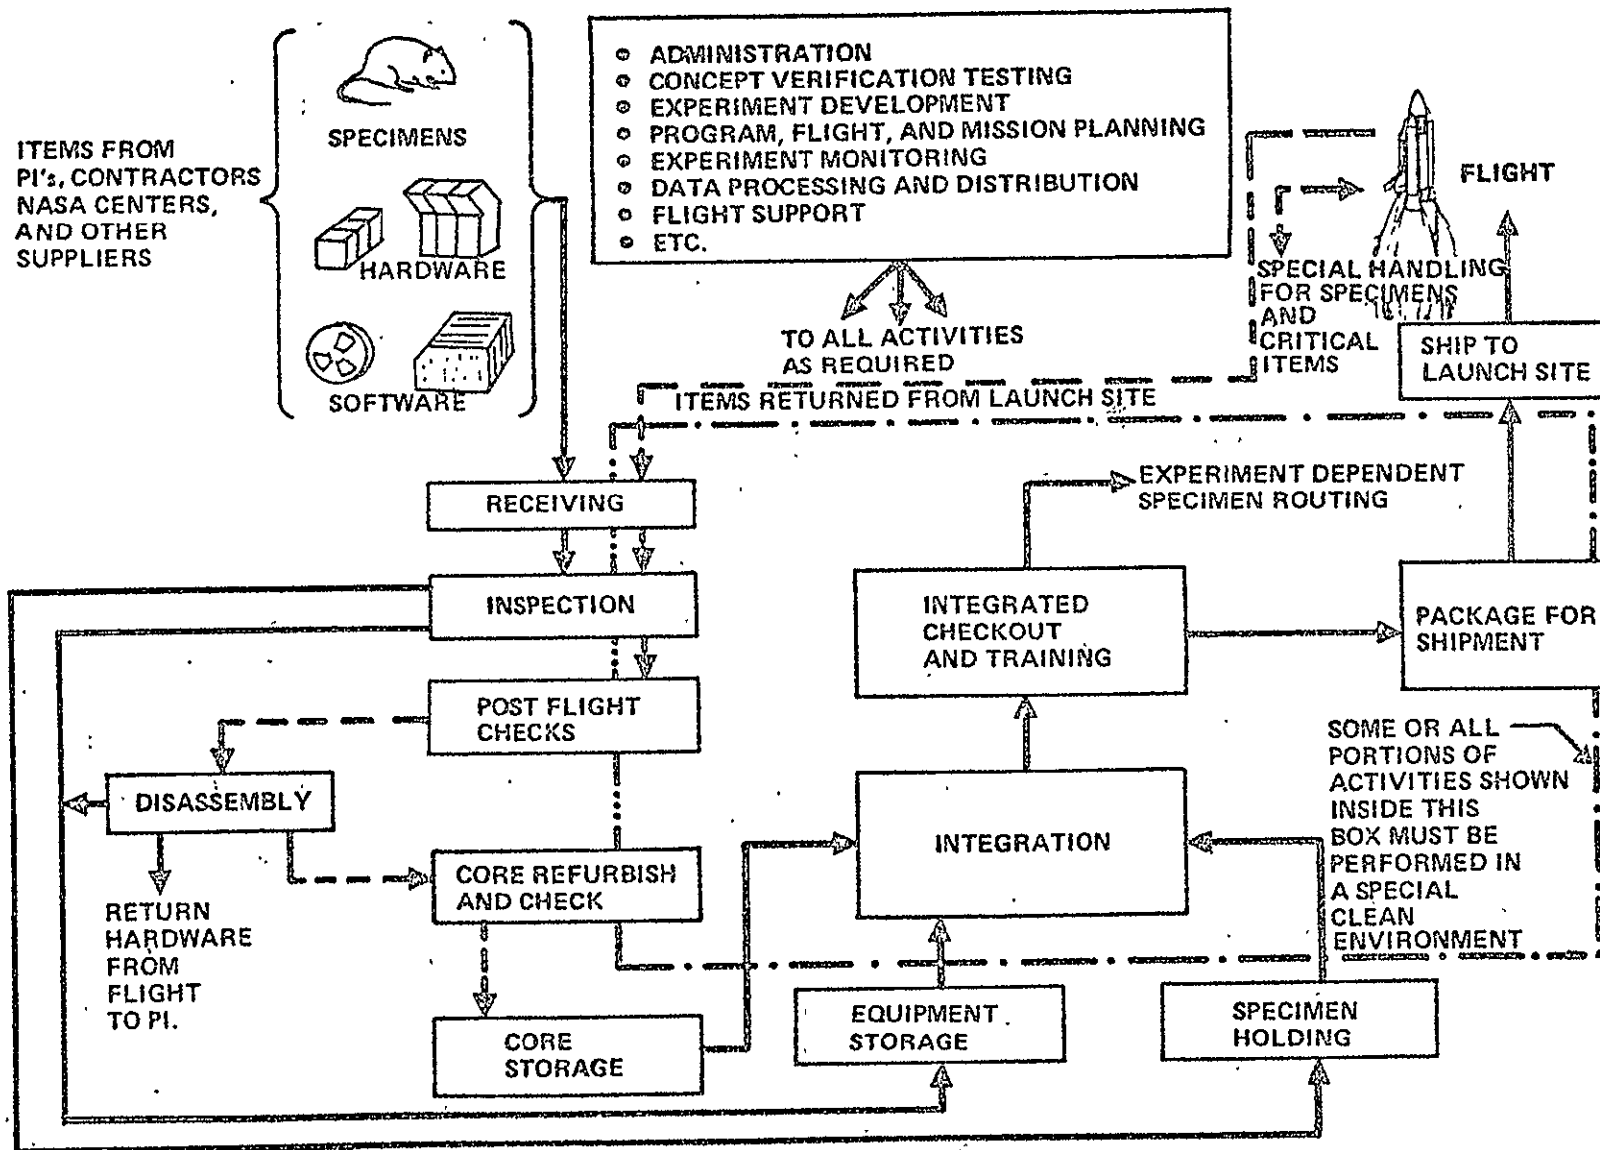 ITEMS FROM
PI's, CONTRACTORS
NASA CENTERS,
AND OTHER
SUPPLIERS
SPECIMENS
HARDWARE
SOFTWARE
ADMINISTRATION
CONCEPT VERIFICATION TESTING
EXPERIMENT DEVELOPMENT
PROGRAM, FLIGHT, AND MISSION PLANNING
EXPERIMENT MONITORING
DATA PROCESSING AND DISTRIBUTION
FLIGHT SUPPORT
ETC.
TO ALL ACTIVITIES
AS REQUIRED
FLIGHT
SPECIAL HANDLING
FOR SPECIMENS
AND
CRITICAL
ITEMS
SHIP TO
LAUNCH SITE
ITEMS RETURNED FROM LAUNCH SITE
RECEIVING
EXPERIMENT DEPENDENT
SPECIMEN ROUTING
INSPECTION
INTEGRATED
CHECKOUT
AND TRAINING
PACKAGE FOR
SHIPMENT
POST FLIGHT
CHECKS
SOME OR ALL
PORTIONS OF
ACTIVITIES SHOWN
INSIDE THIS
BOX MUST BE
PERFORMED IN
A SPECIAL
CLEAN
ENVIRONMENT
DISASSEMBLY
INTEGRATION
CORE REFURBISH
AND CHECK
RETURN
HARDWARE
FROM
FLIGHT
TO PI.
CORE
STORAGE
EQUIPMENT
STORAGE
SPECIMEN
HOLDING